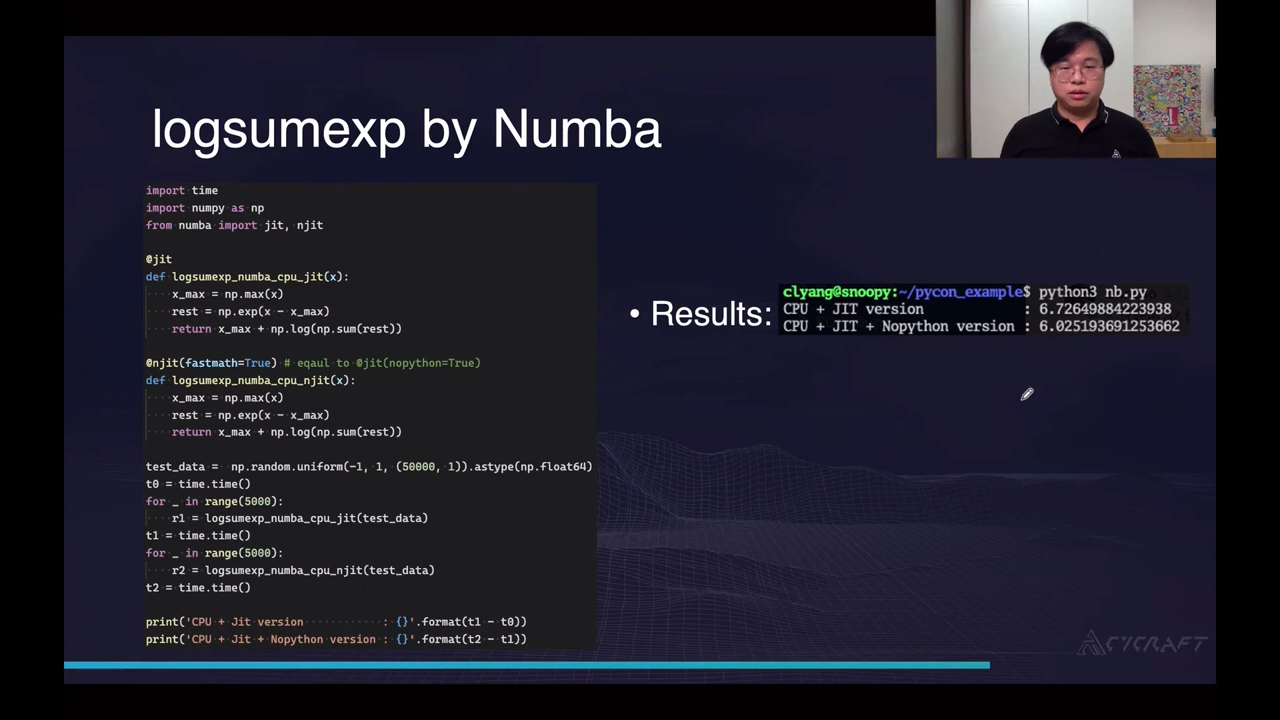 logsumexp by Numba
import time
import numpy as np
from numba import jit, njit
@jit
def logsumexp_numba_cpu_jit(x):
x_max = np.max(x)
rest = np.exp(x - x_max)
return x_max + np.log(np.sum(rest))
@njit(fastmath=True) # eqaul to @jit(nopython=True)
def logsumexp_numba_cpu_njit(x):
x_max = np.max(x)
rest = np.exp(x - x_max)
return x_max + np.log(np.sum(rest))
test_data = np.random.uniform(-1, 1, (50000, 1)).astype(np.float64)
t0 = time.time()
for _ in range(5000):
r1 = logsumexp_numba_cpu_jit(test_data)
t1 = time.time()
for _ in range(5000):
r2 = logsumexp_numba_cpu_njit(test_data)
t2 = time.time()
print('CPU + Jit version : {}'.format(t1 - t0))
print('CPU + Jit + Nopython version : {}'.format(t2 - t1))
• Results:
clyang@snoopy:~/pycon_example$ python3 nb.py
CPU + JIT version : 6.72649884223938
CPU + JIT + Nopython version : 6.025193691253662
CYCRAFT